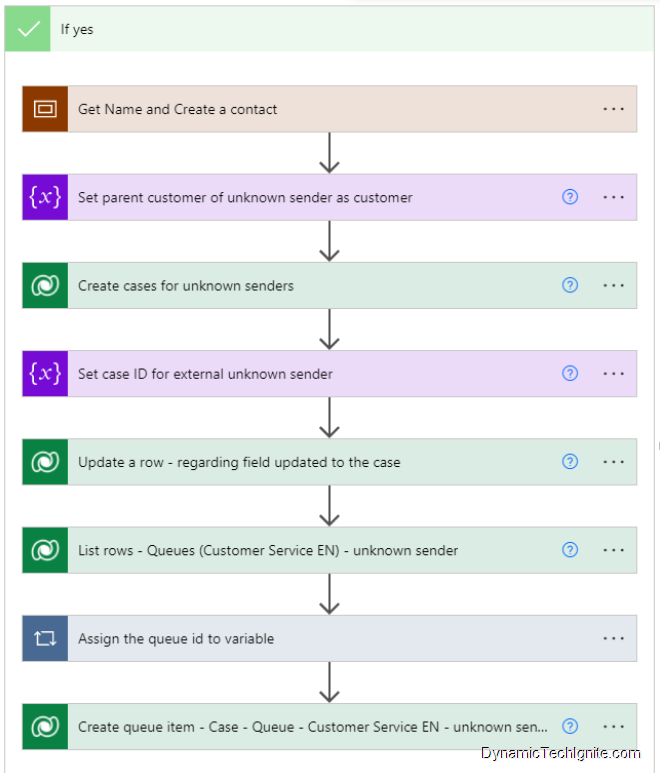 If yes
Get Name and Create a contact
{x} Set parent customer of unknown sender as customer ?
Create cases for unknown senders ?
{x} Set case ID for external unknown sender ?
Update a row - regarding field updated to the case ?
List rows - Queues (Customer Service EN) - unknown sender ?
Assign the queue id to variable
Create queue item - Case - Queue - Customer Service EN - unknown sen... ?
DynamicTechIgnite.com